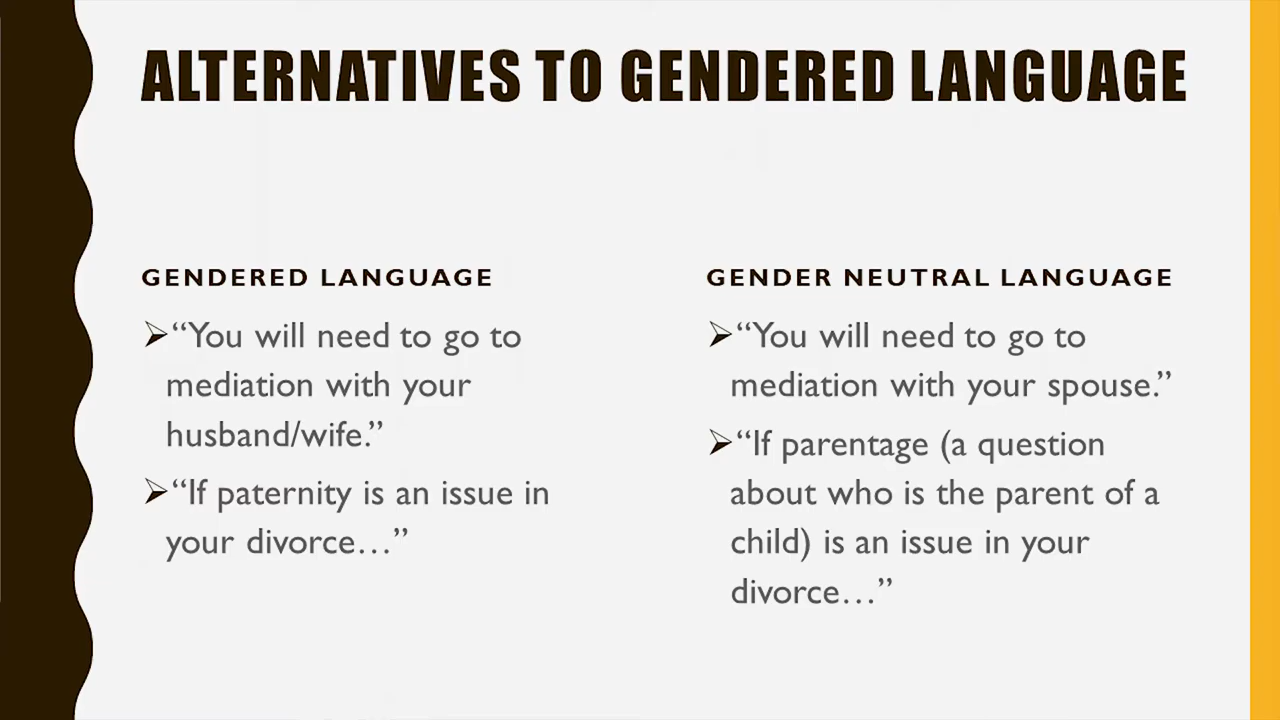 ALTERNATIVES TO GENDERED LANGUAGE
GENDERED LANGUAGE
➢“You will need to go to
mediation with your
husband/wife.”
➢“If paternity is an issue in
your divorce…”
GENDER NEUTRAL LANGUAGE
➢“You will need to go to
mediation with your spouse.”
➢“If parentage (a question
about who is the parent of a
child) is an issue in your
divorce…”